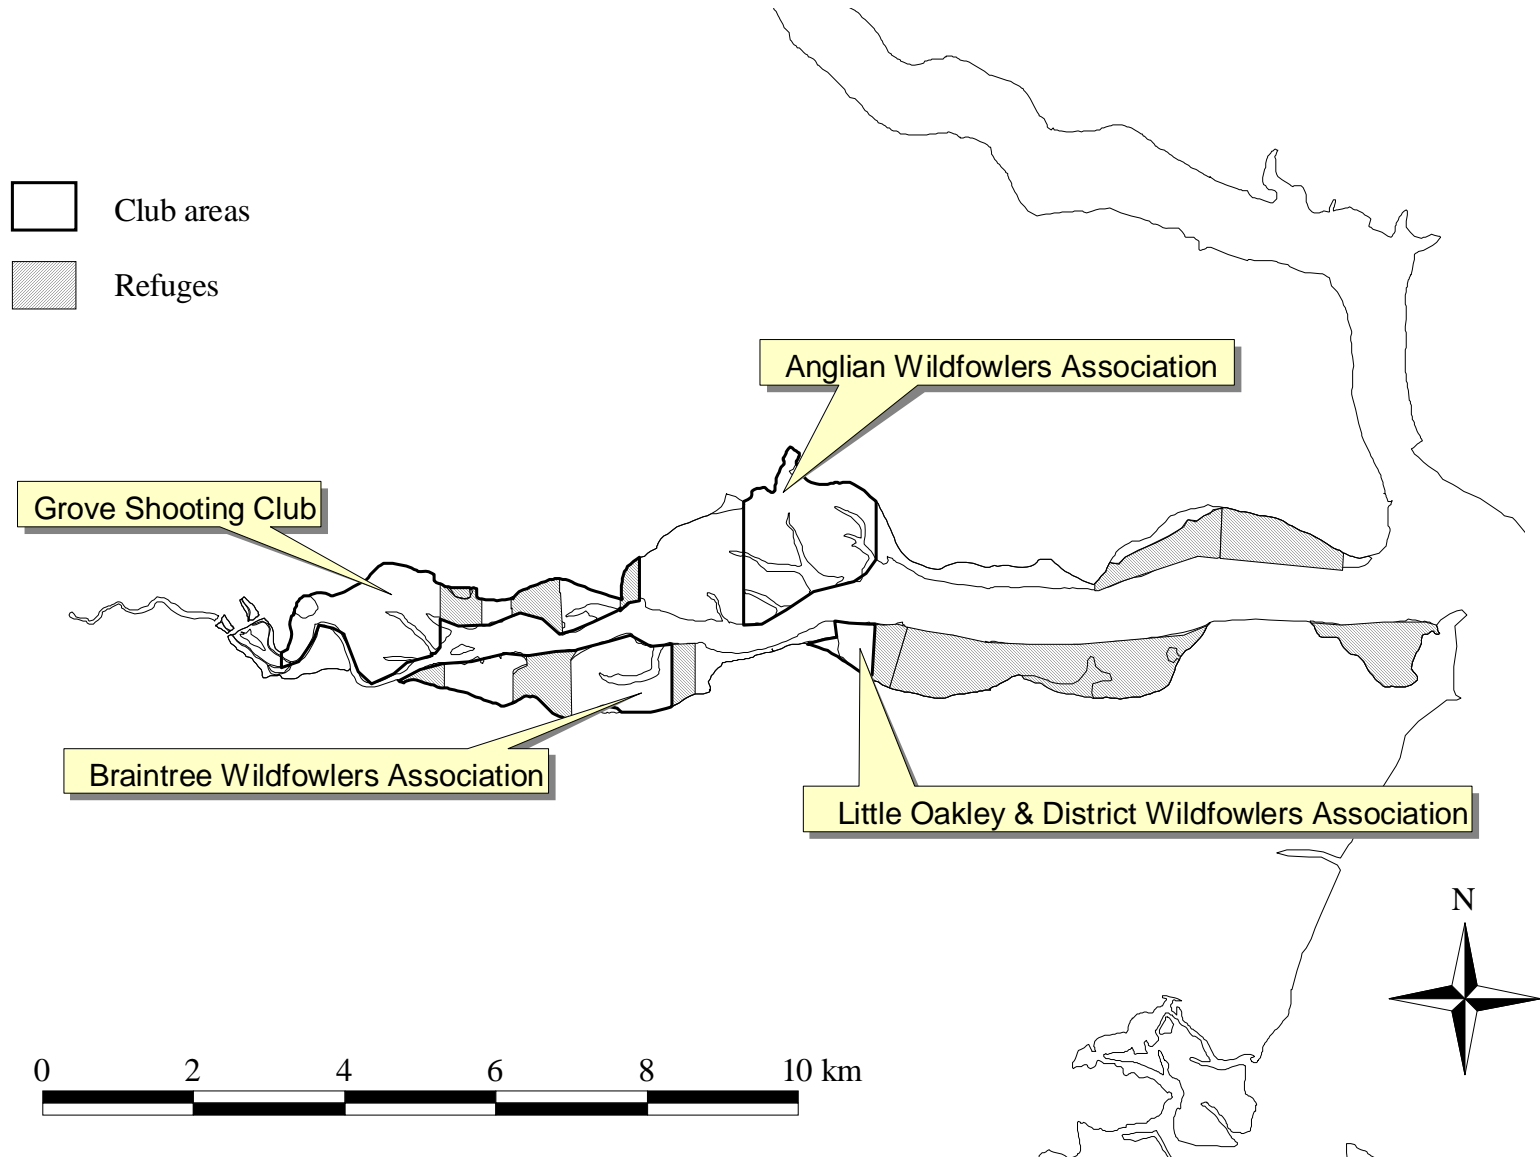 Club areas
Refuges
Anglian Wildfowlers Association
Grove Shooting Club
Braintree Wildfowlers Association
Little Oakley & District Wildfowlers Association
N
0 2 4 6 8 10 km